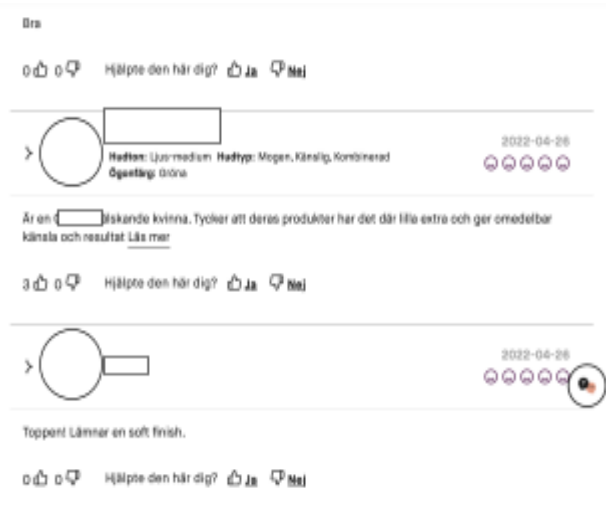 Bra
0 0 Hjälpte den här dig? Ja Nej
2022-04-26
Hudton: Ljus-medium Hudtyp: Mogen, Känslig, Kombinerad
Ögonfärg: Gröna
Är en älskande kvinna. Tycker att deras produkter har det där lilla extra och ger omedelbar
känsla och resultat Läs mer
3 0 Hjälpte den här dig? Ja Nej
2022-04-26
Toppen! Lämnar en soft finish.
0 0 Hjälpte den här dig? Ja Nej